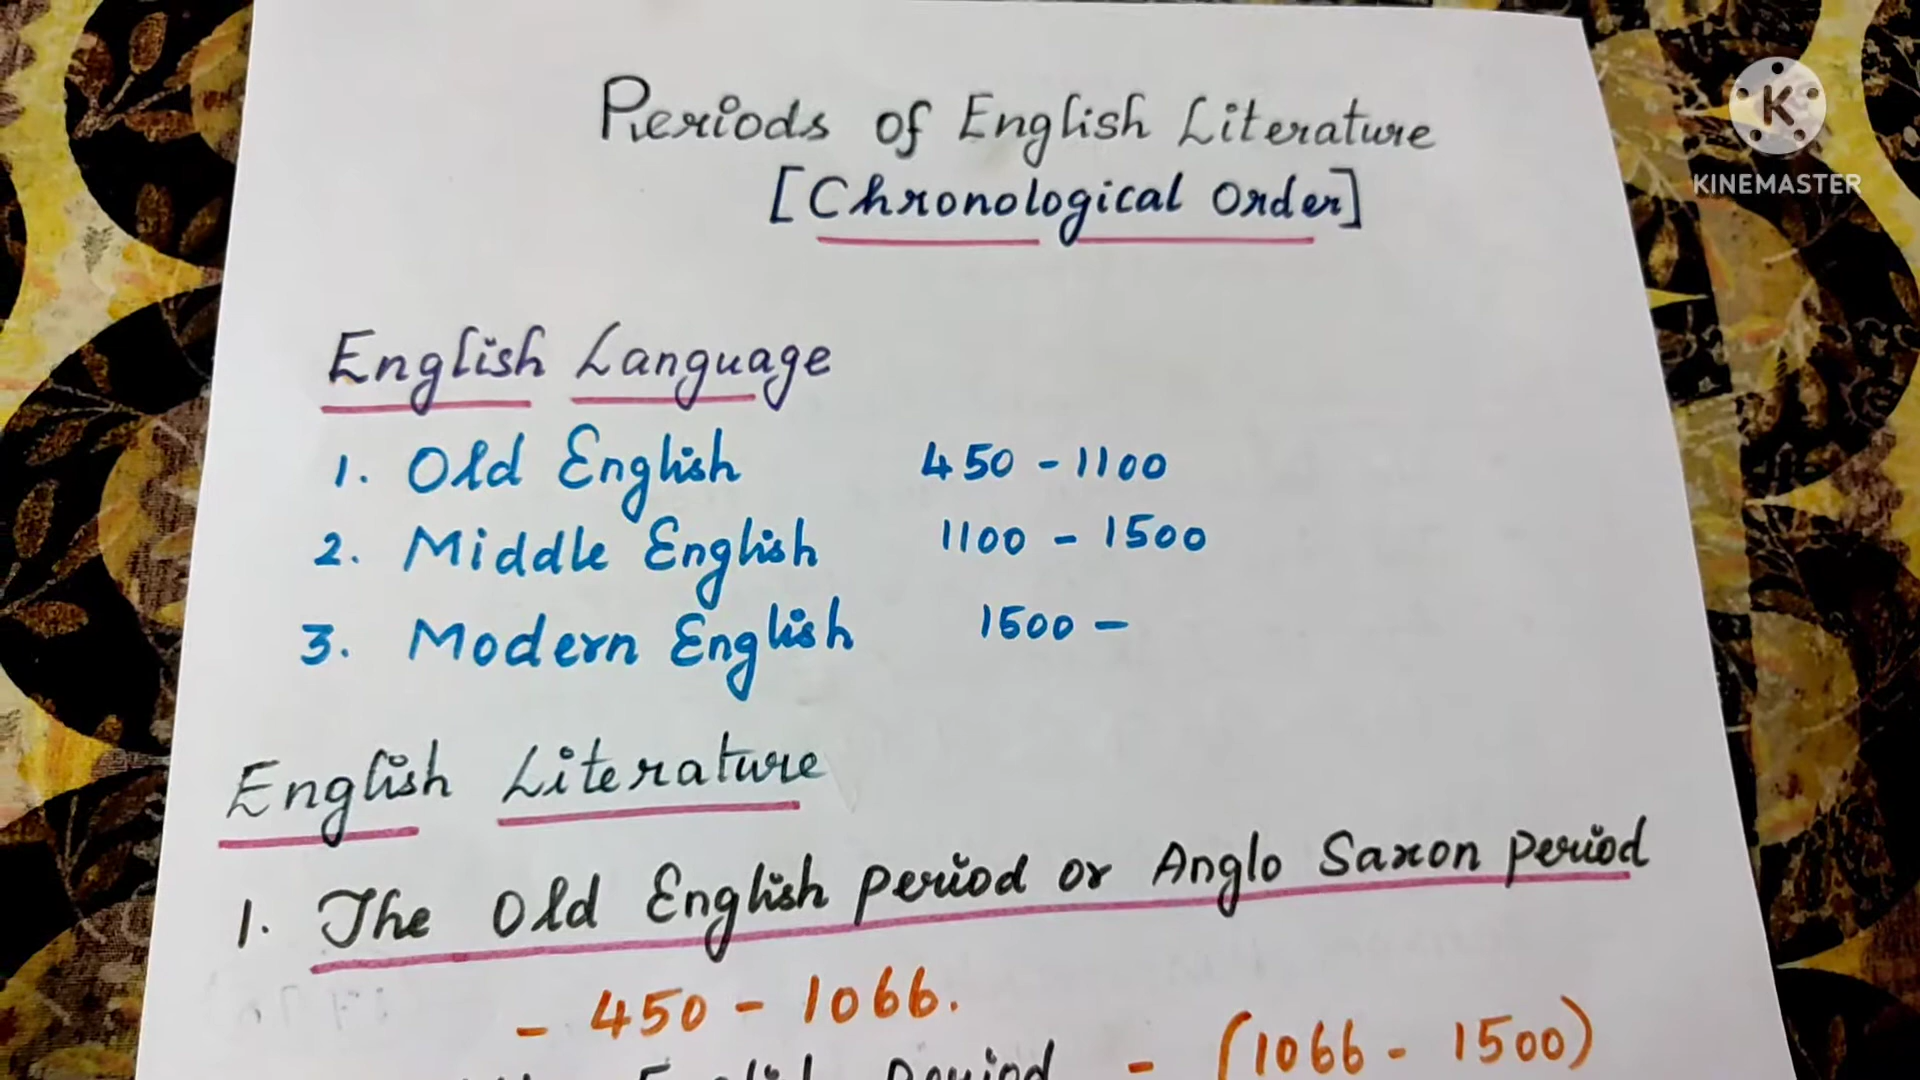 Periods of English Literature
[Chronological Order]
KINEMASTER
English Language
1. Old English 450 - 1100
2. Middle English 1100 - 1500
3. Modern English 1500 -
English Literature
1. The Old English period or Anglo Saxon period
- 450 - 1066.
English Period - (1066 - 1500)